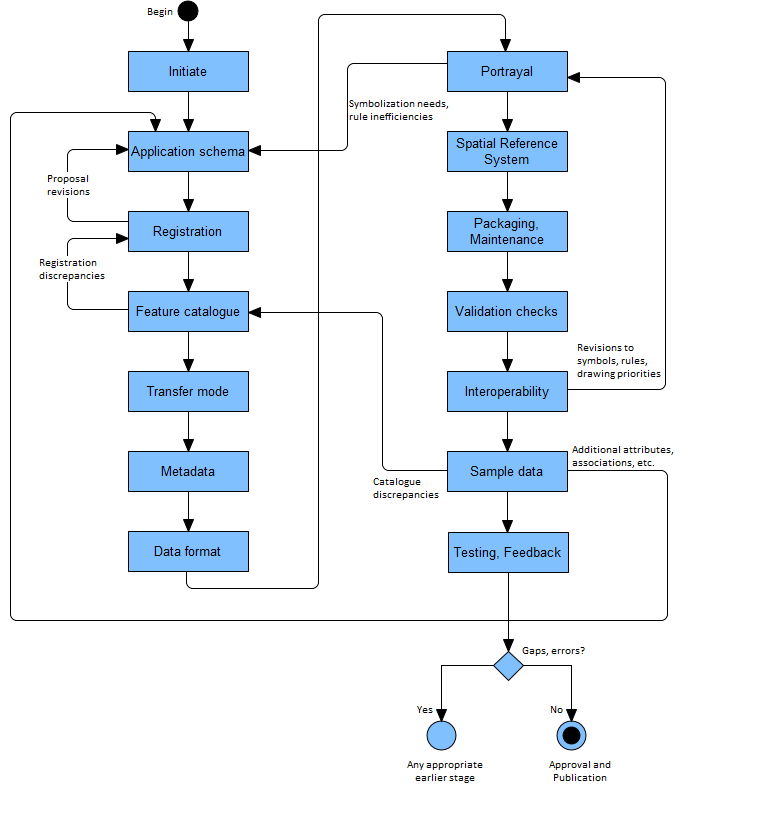 Begin
Initiate
Application schema
Proposal
revisions
Registration
Registration
discrepancies
Feature catalogue
Transfer mode
Metadata
Data format
Portrayal
Symbolization needs,
rule inefficiencies
Spatial Reference
System
Packaging,
Maintenance
Validation checks
Revisions to
symbols, rules,
drawing priorities
Interoperability
Additional attributes,
associations, etc.
Sample data
Catalogue
discrepancies
Testing, Feedback
Gaps, errors?
Yes
No
Any appropriate
earlier stage
Approval and
Publication